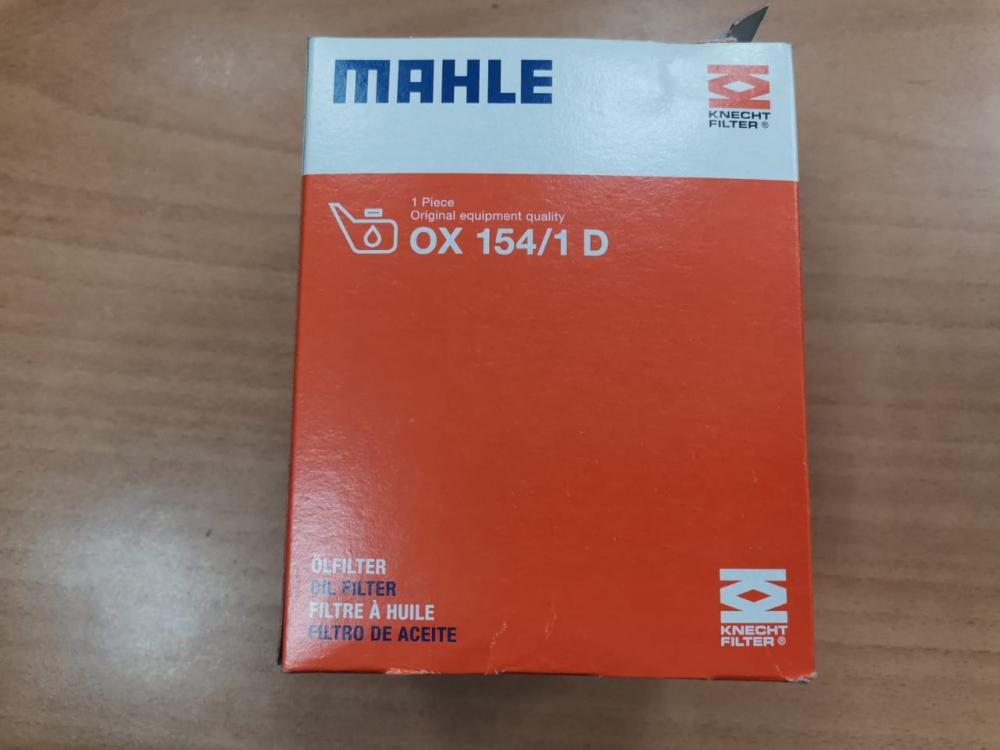 MAHLE
KNECHT
FILTER®
1 Piece
Original equipment quality
OX 154/1 D
ÖLFILTER
OIL FILTER
FILTRE À HUILE
FILTRO DE ACEITE
KNECHT
FILTER®